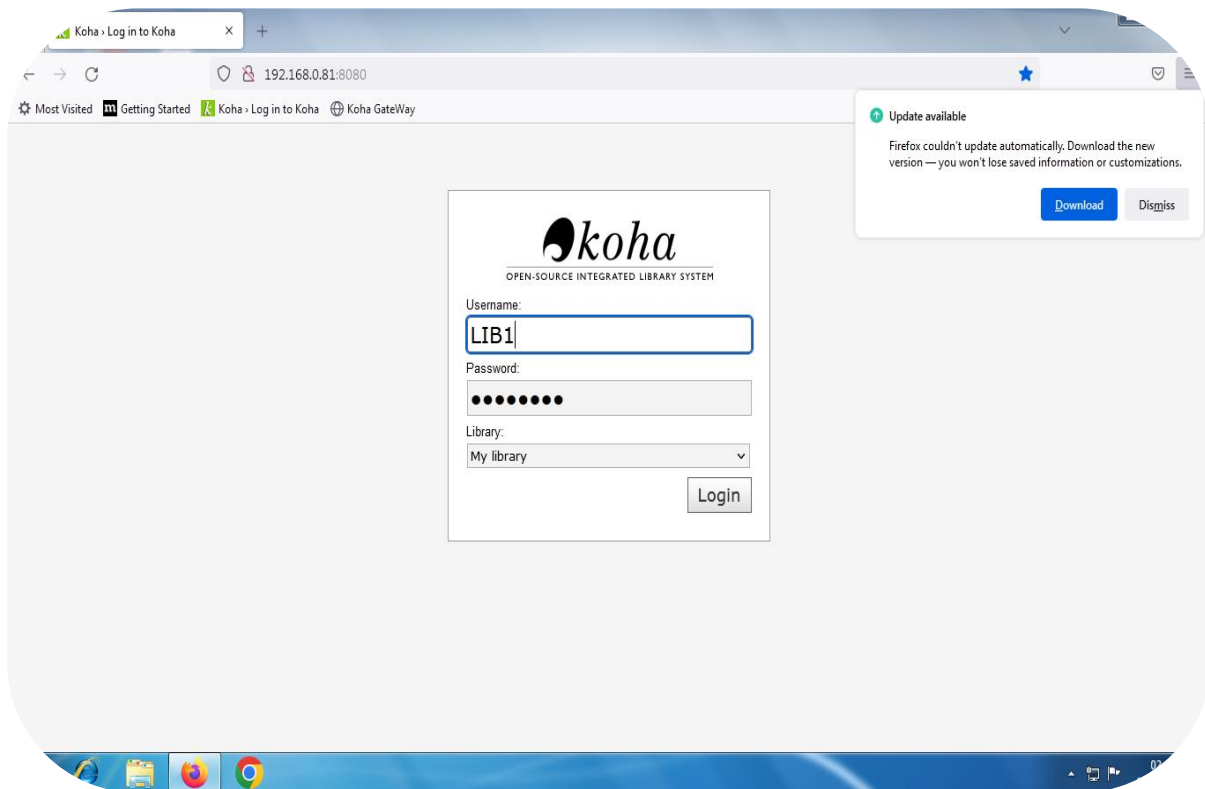 Koha › Log in to Koha
192.168.0.81:8080
Most Visited Getting Started Koha › Log in to Koha Koha GateWay
Update available
Firefox couldn't update automatically. Download the new
version — you won't lose saved information or customizations.
Download Dismiss
koha
OPEN-SOURCE INTEGRATED LIBRARY SYSTEM
Username:
LIB1
Password:
Library:
My library
Login